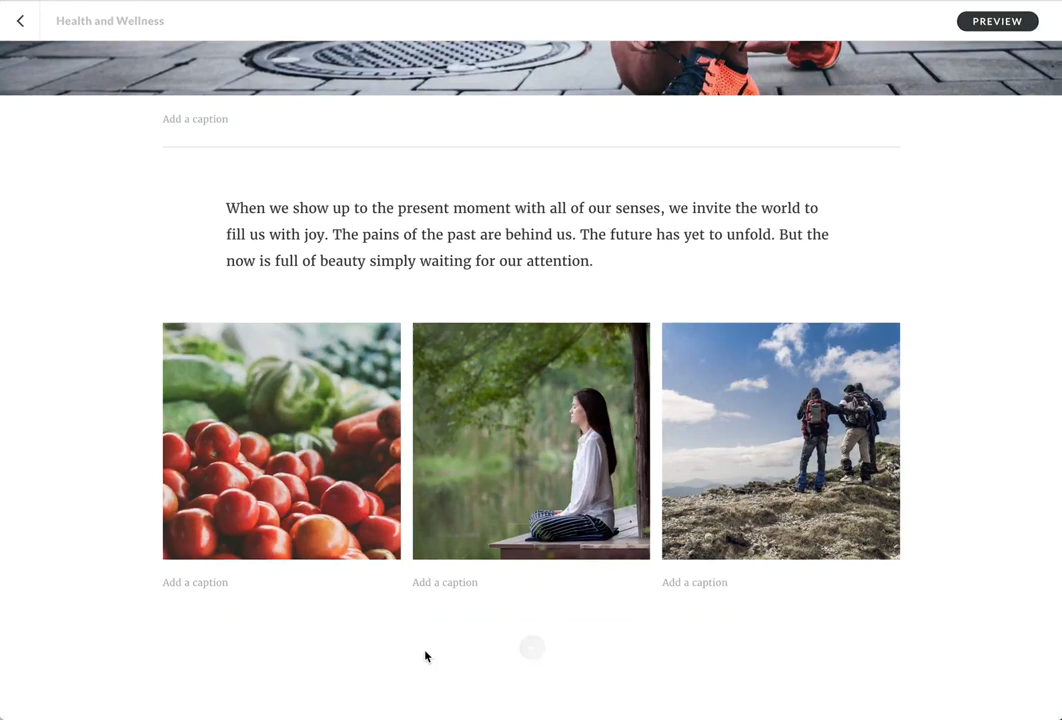 Health and Wellness
PREVIEW
Add a caption
When we show up to the present moment with all of our senses, we invite the world to
fill us with joy. The pains of the past are behind us. The future has yet to unfold. But the
now is full of beauty simply waiting for our attention.
Add a caption
Add a caption
Add a caption